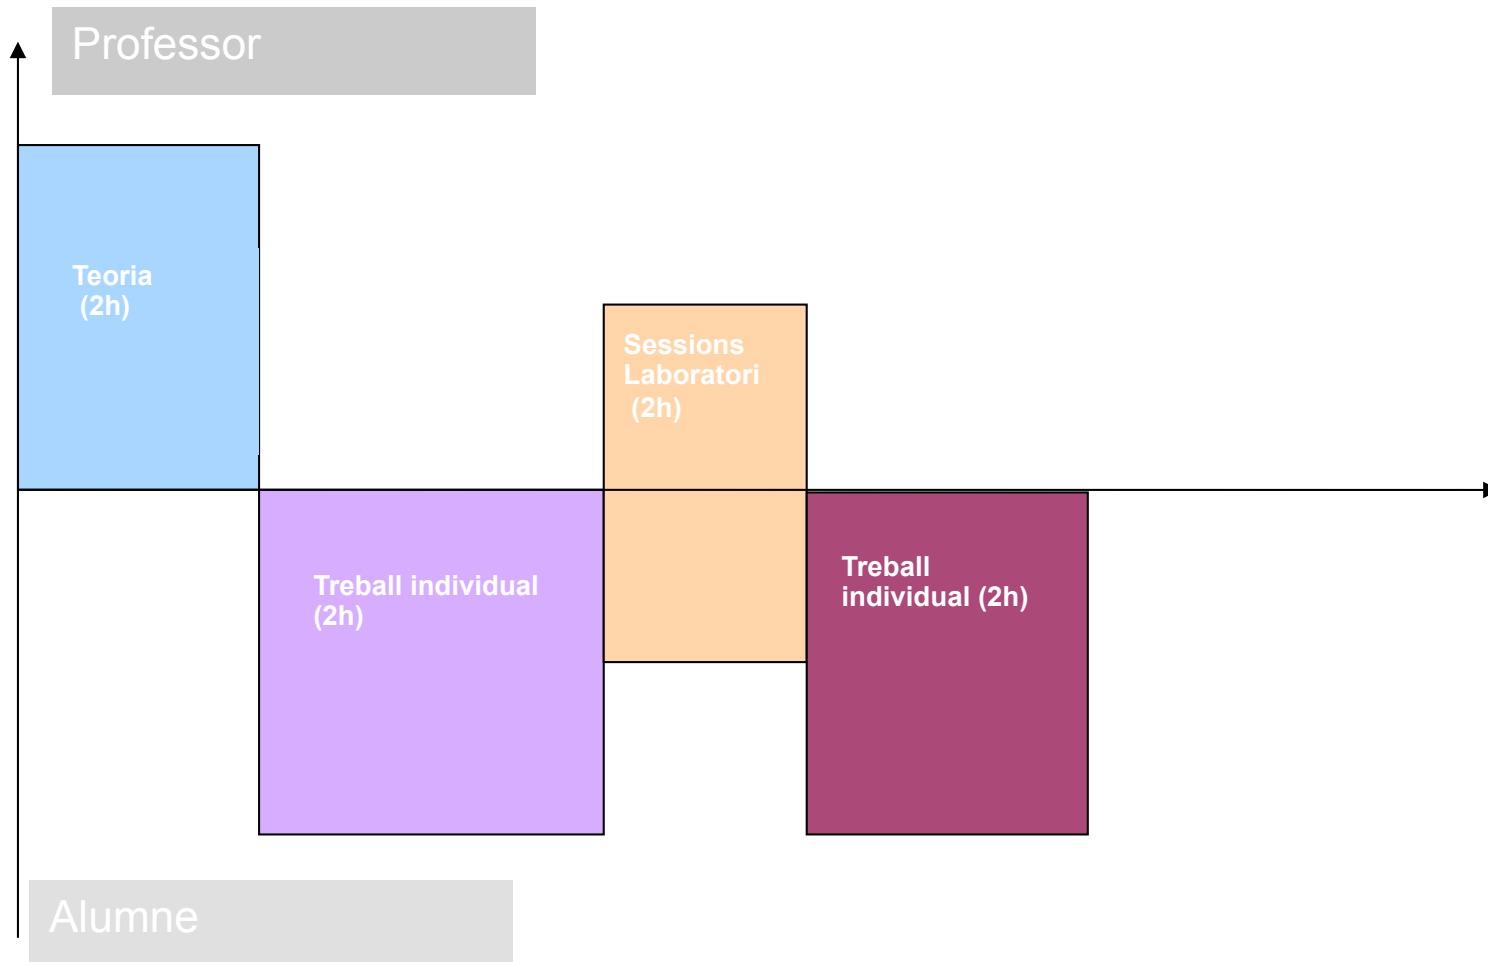 Professor
Teoria
(2h)
Sessions
Laboratori
(2h)
Treball individual
(2h)
Treball
individual (2h)
Alumne